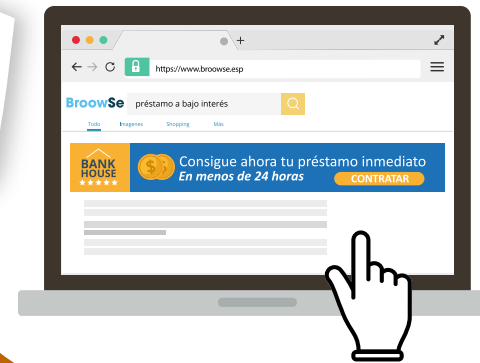 https://www.broowse.esp
BroowSe préstamo a bajo interés
Todo Imagenes Shopping Más
BANK HOUSE
Consigue ahora tu préstamo inmediato
En menos de 24 horas
CONTRATAR